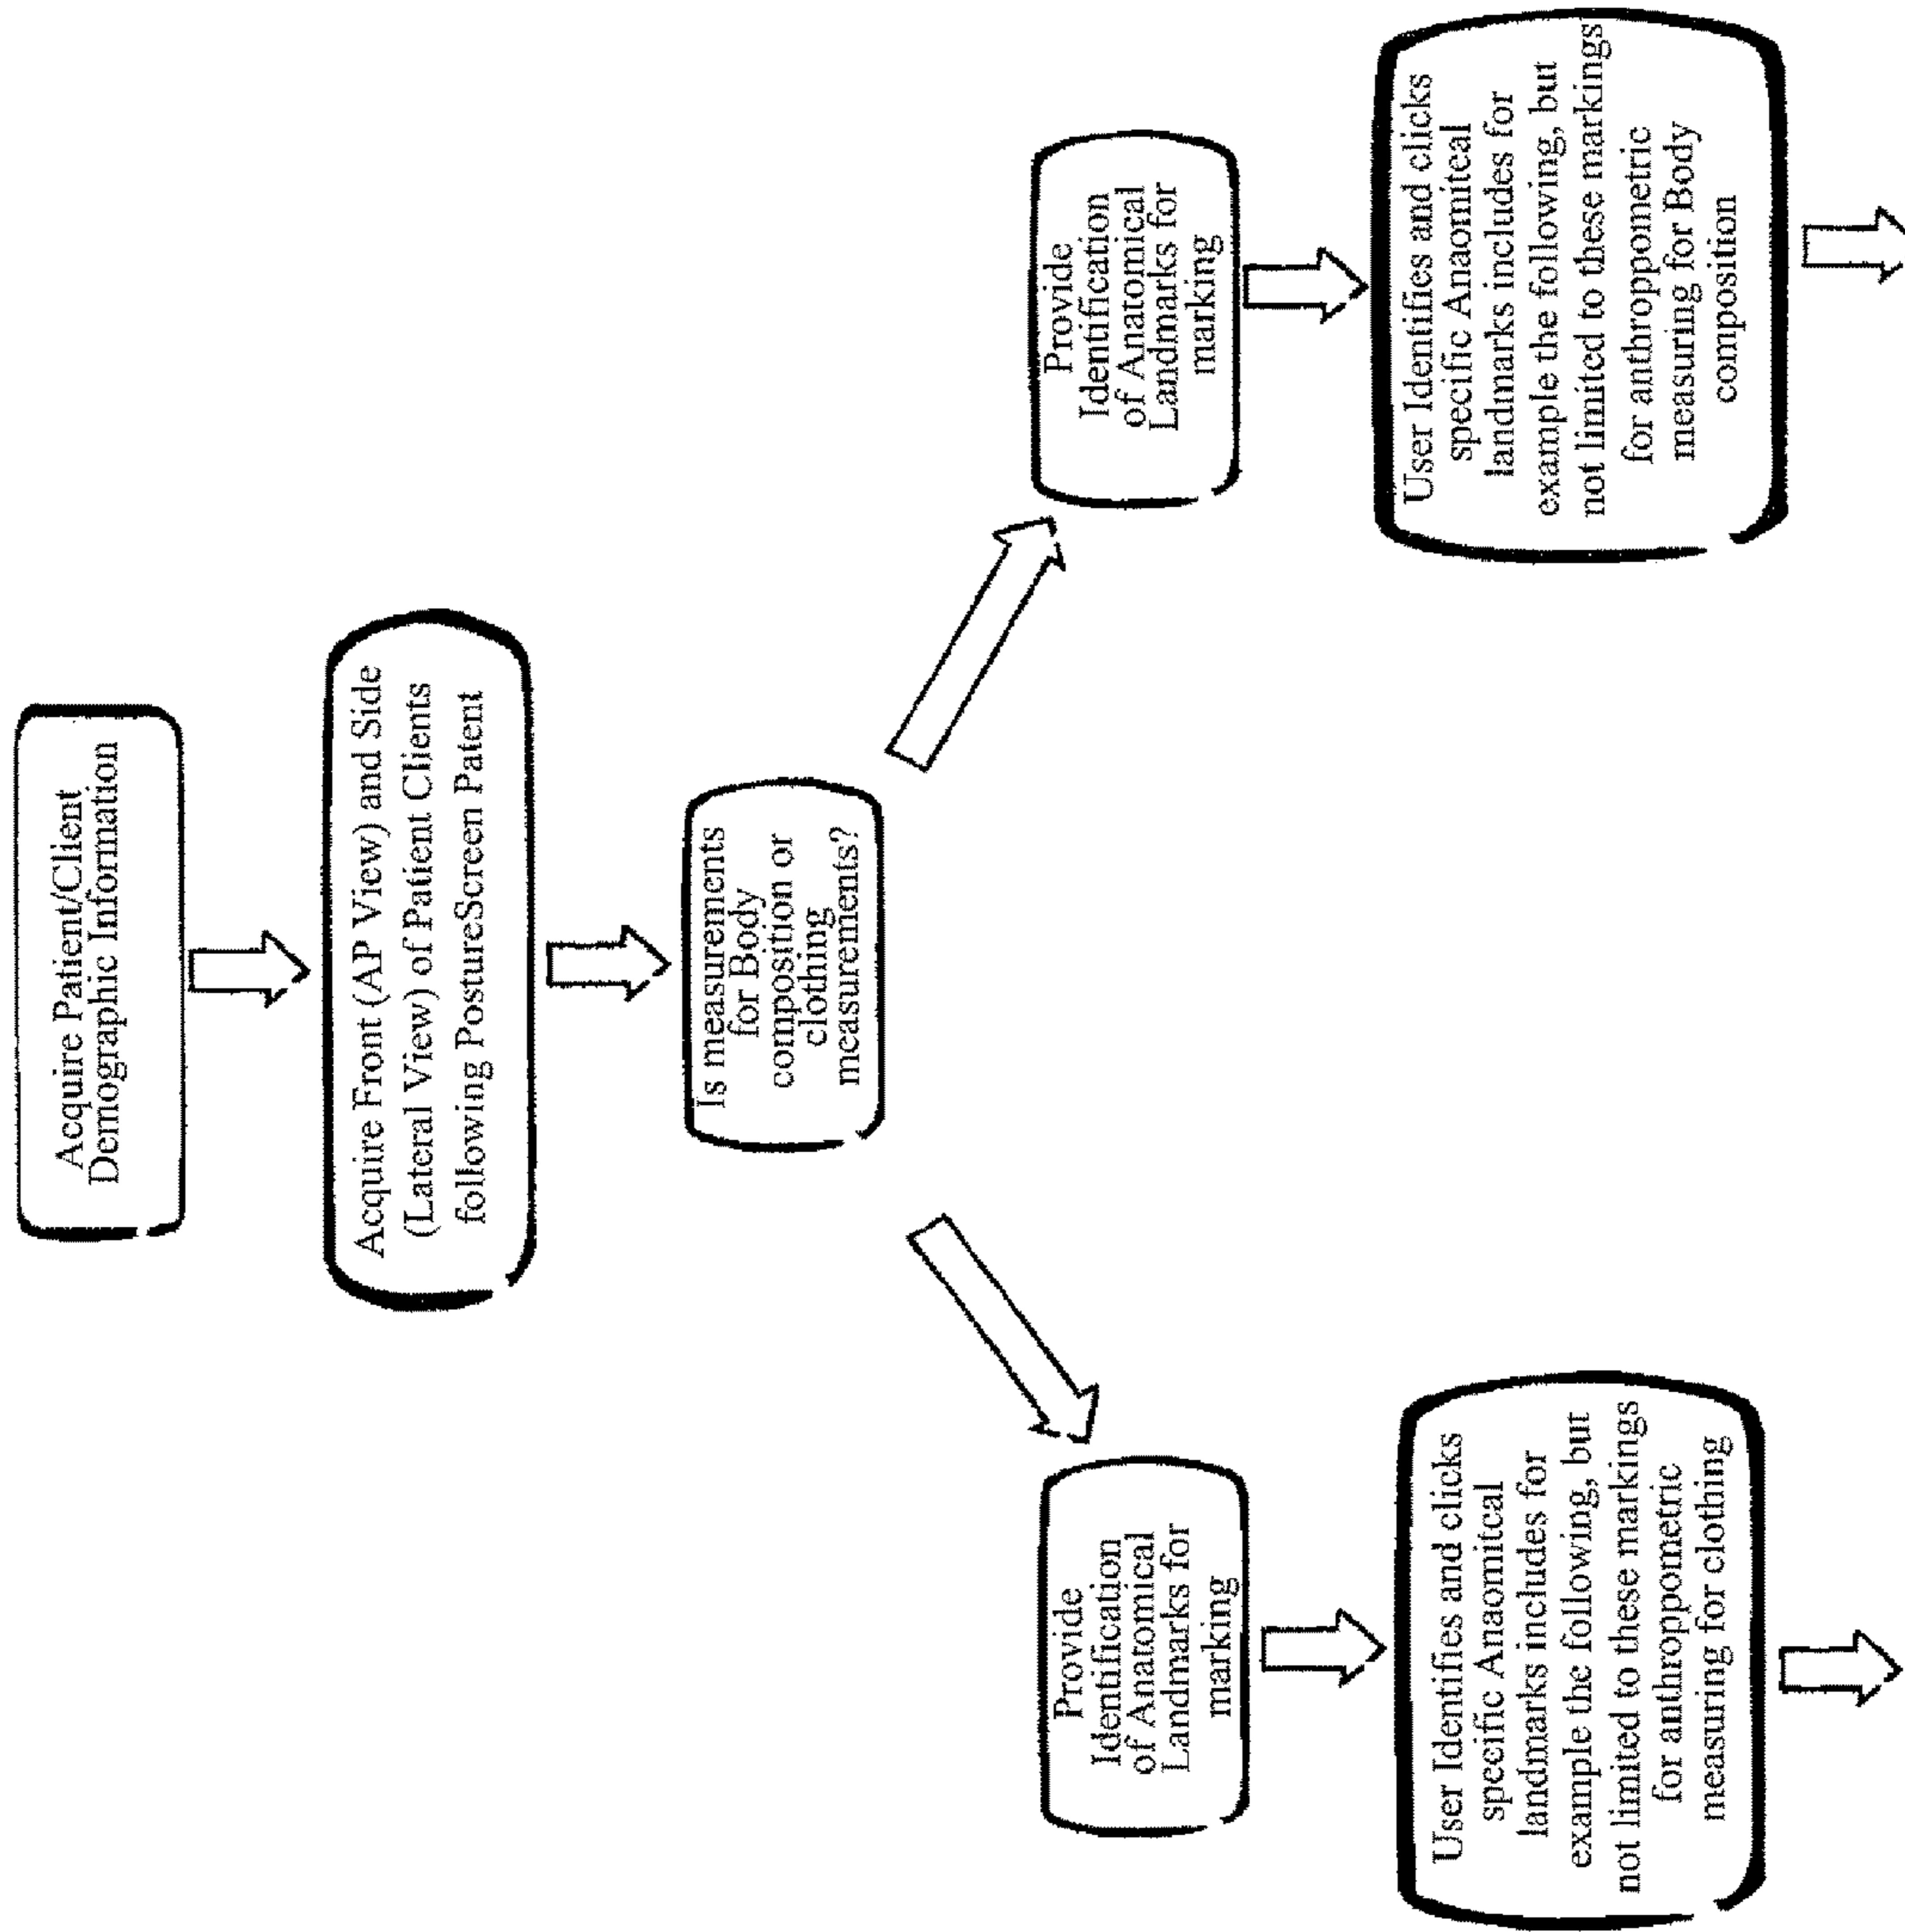 Acquire Patient/Client
Demographic Information
Acquire Front (AP View) and Side
(Lateral View) of Patient Clients
following PostureScreen Patent
Is measurements
for Body
composition or
clothing
measurements?
Provide
Identification
of Anatomical
Landmarks for
marking
User Identifies and clicks
specific Anaomitcal
landmarks includes for
example the following, but
not limited to these markings
for anthroppometric
measuring for clothing
Provide
Identification
of Anatomical
Landmarks for
marking
User Identifies and clicks
specific Anaomiteal
landmarks includes for
example the following, but
not limited to these markings
for anthroppometric
measuring for Body
composition